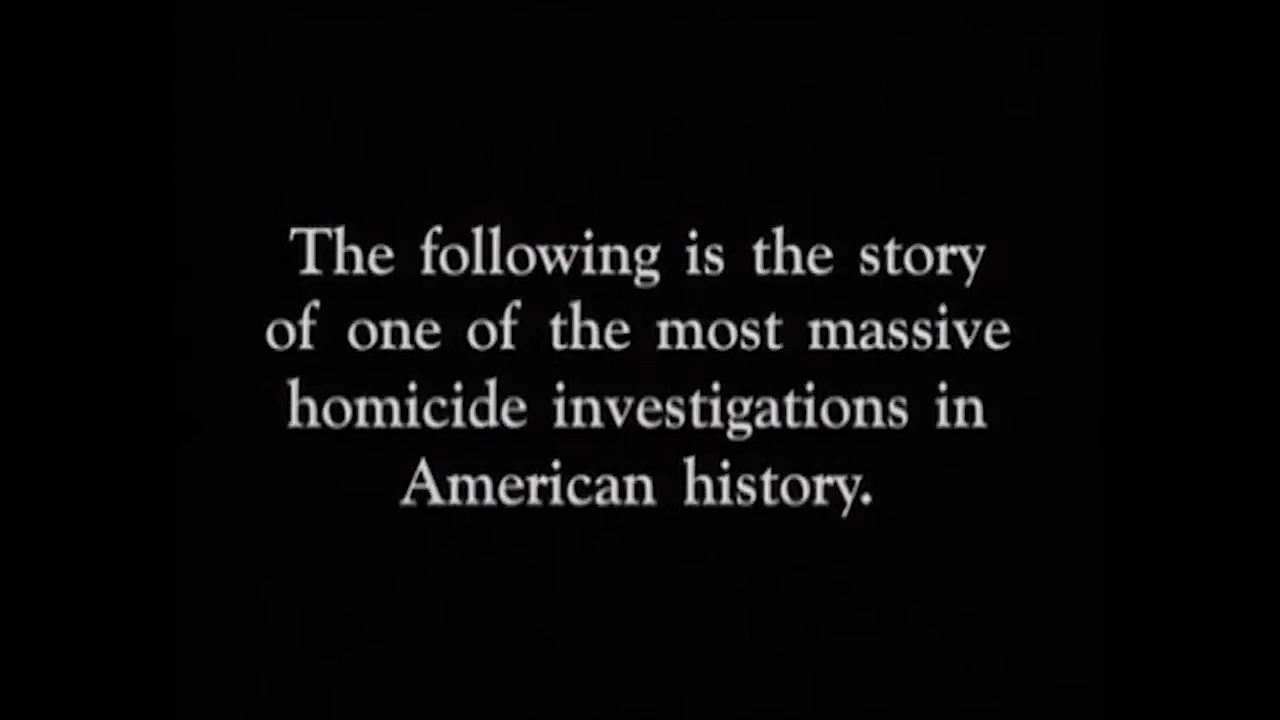 The following is the story
of one of the most massive
homicide investigations in
American history.